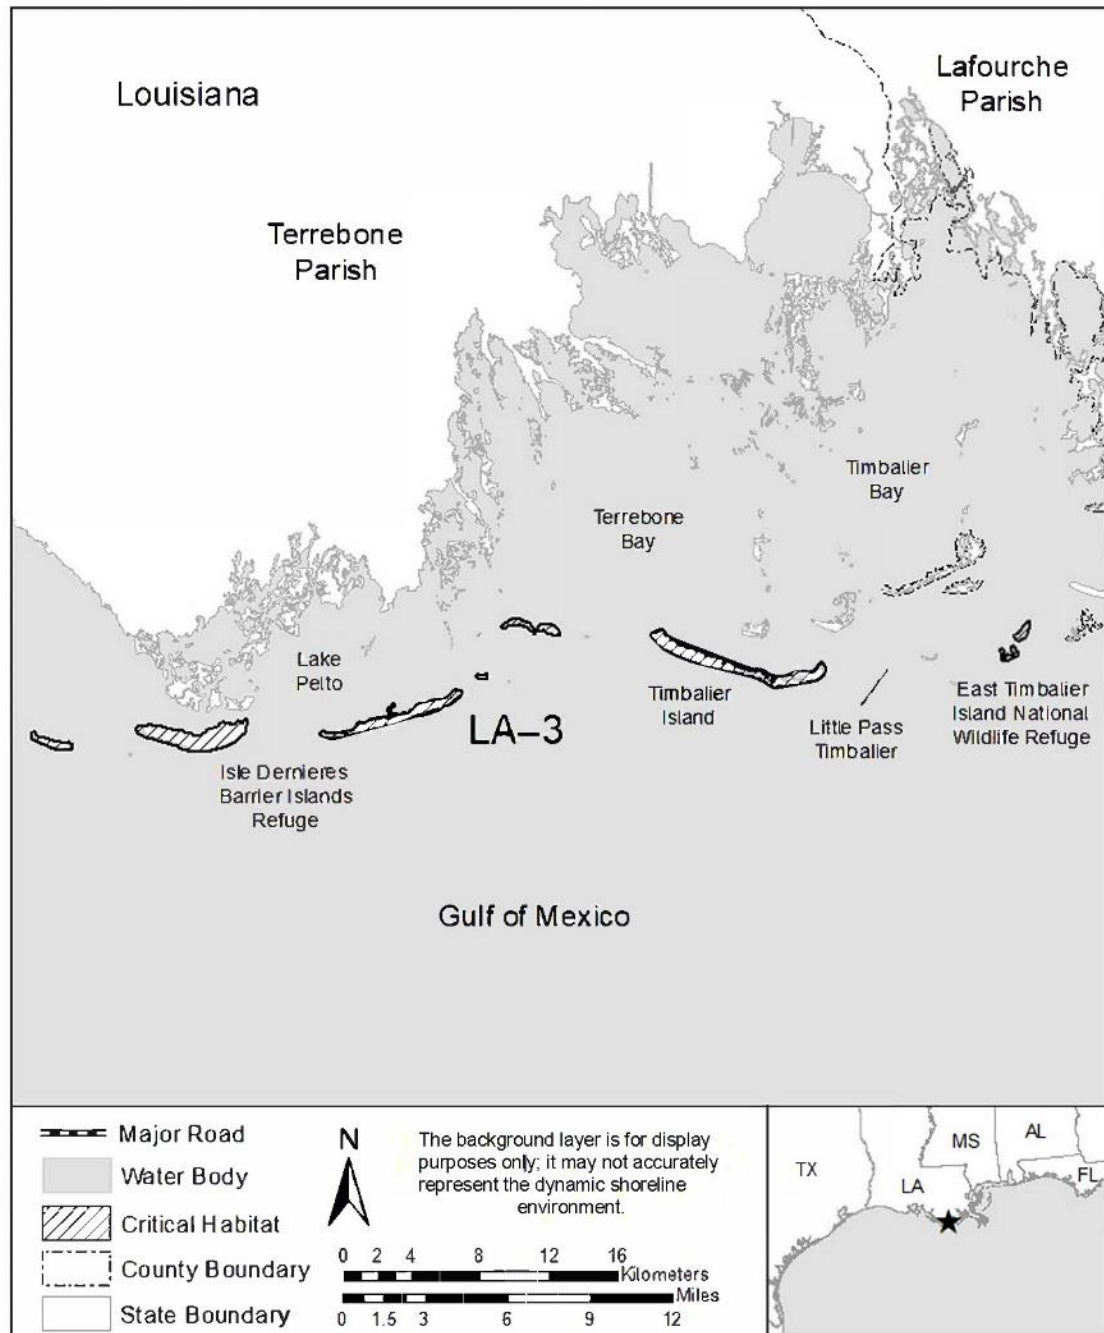 Louisiana
Lafourche
Parish
Terrebone
Parish
Timbalier
Bay
Terrebone
Bay
Lake
Pelto
Timbalier
Island
LA–3
East Timbalier
Island National
Wildlife Refuge
Little Pass
Timbalier
Isle Dernieres
Barrier Islands
Refuge
Gulf of Mexico
Major Road
Water Body
Critical Habitat
County Boundary
State Boundary
N
The background layer is for display
purposes only; it may not accurately
represent the dynamic shoreline
environment.
0 2 4 8 12 16
Kilometers
Miles
0 1.5 3 6 9 12
TX
LA
MS
AL
FL